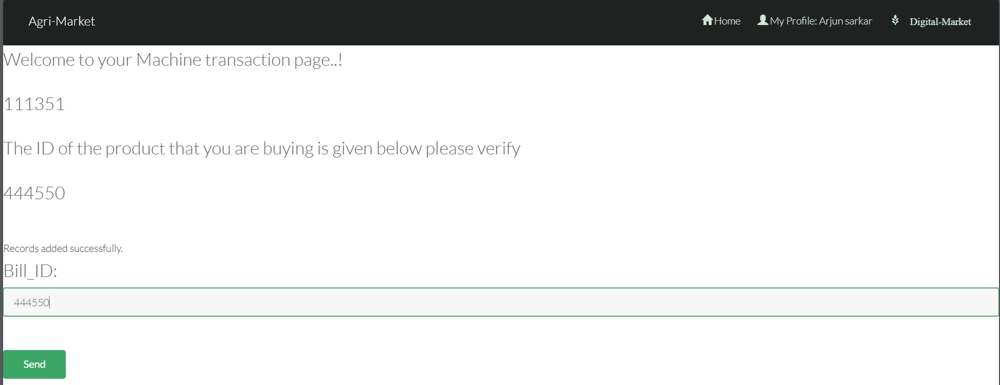 Agri-Market
Home My Profile: Arjun sarkar Digital-Market
Welcome to your Machine transaction page..!
111351
The ID of the product that you are buying is given below please verify
444550
Records added successfully.
Bill_ID:
444550
Send